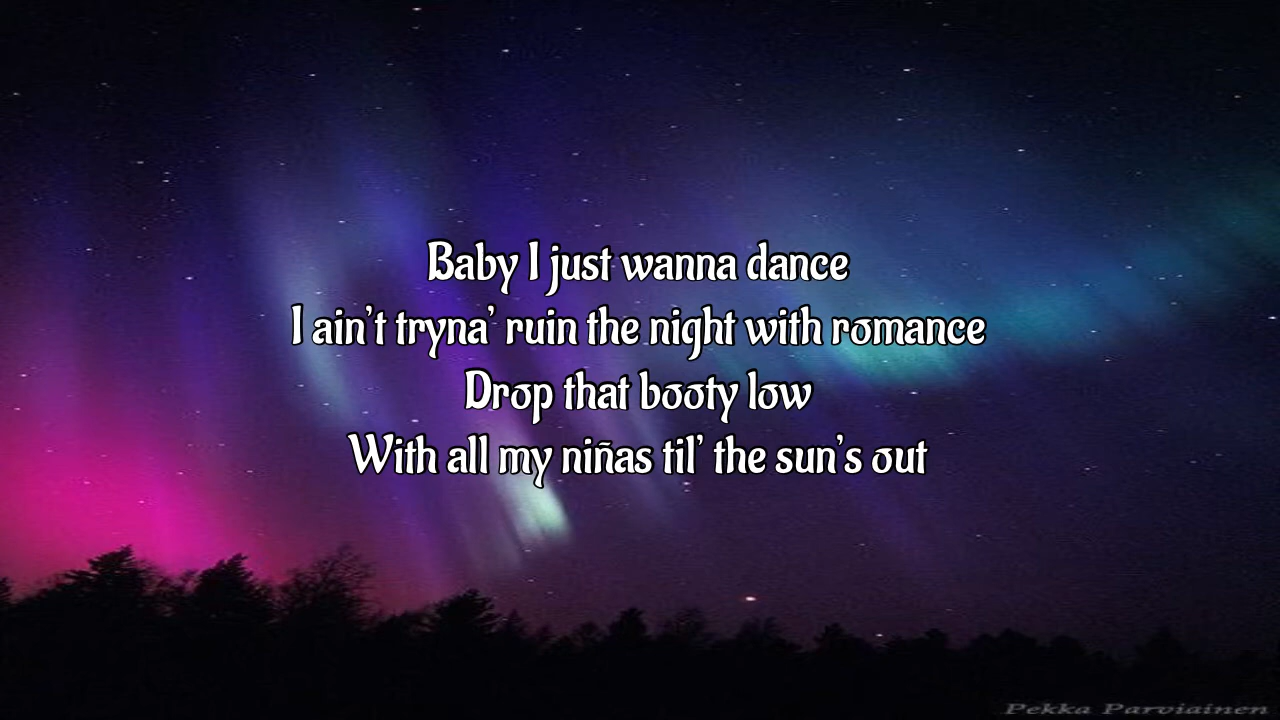 Baby I just wanna dance
I ain't tryna' ruin the night with romance
Drop that booty low
With all my niñas til' the sun's out
Pekka Parviainen